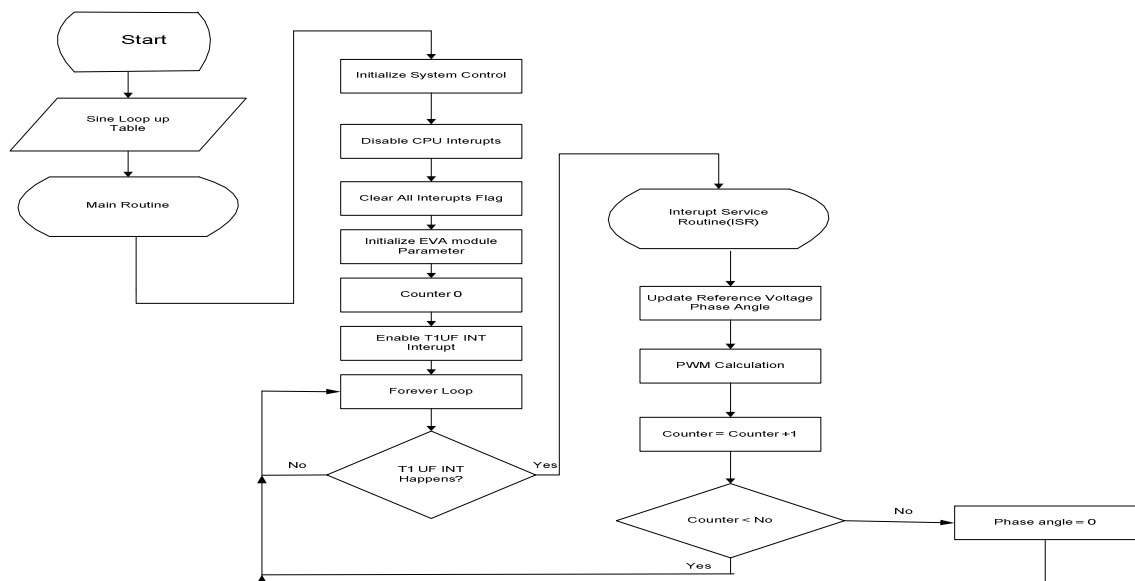 Start
Sine Loop up
Table
Main Routine
Initialize System Control
Disable CPU Interupts
Clear All Interupts Flag
Initialize EVA module
Parameter
Counter 0
Enable T1UF INT
Interupt
Forever Loop
T1 UF INT
Happens?
No
Yes
Interupt Service
Routine(ISR)
Update Reference Voltage
Phase Angle
PWM Calculation
Counter = Counter +1
Counter < No
No
Yes
Phase angle = 0